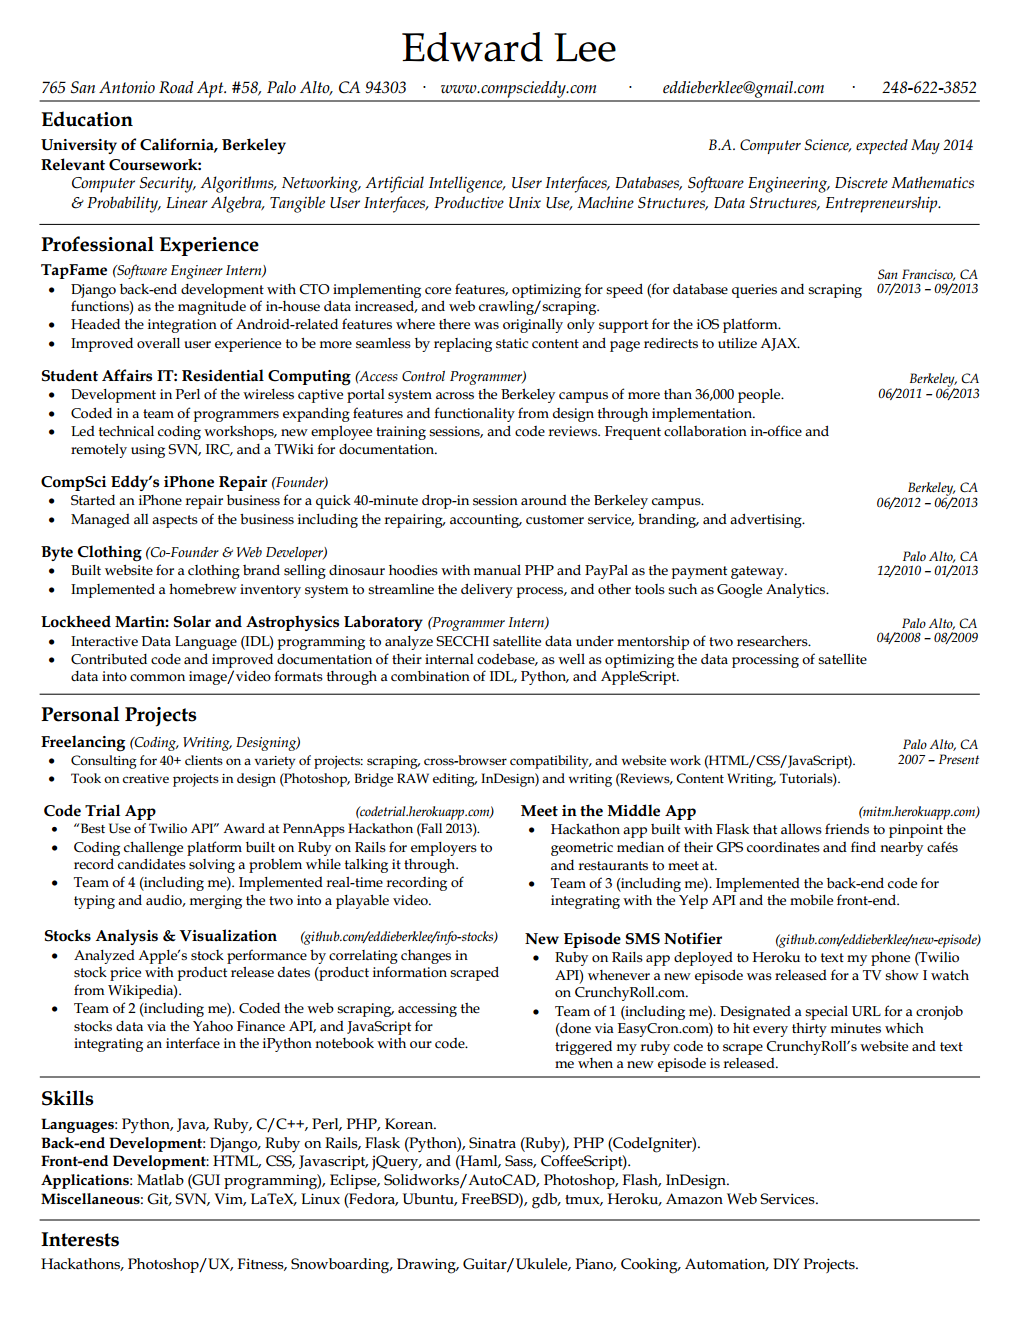 Edward Lee
765 San Antonio Road Apt. #58, Palo Alto, CA 94303 · www.compscieddy.com · eddieberklee@gmail.com · 248-622-3852
Education
University of California, Berkeley B.A. Computer Science, expected May 2014
Relevant Coursework:
Computer Security, Algorithms, Networking, Artificial Intelligence, User Interfaces, Databases, Software Engineering, Discrete Mathematics
& Probability, Linear Algebra, Tangible User Interfaces, Productive Unix Use, Machine Structures, Data Structures, Entrepreneurship.
Professional Experience
TapFame (Software Engineer Intern) San Francisco, CA
• Django back-end development with CTO implementing core features, optimizing for speed (for database queries and scraping 07/2013 – 09/2013
functions) as the magnitude of in-house data increased, and web crawling/scraping.
• Headed the integration of Android-related features where there was originally only support for the iOS platform.
• Improved overall user experience to be more seamless by replacing static content and page redirects to utilize AJAX.
Student Affairs IT: Residential Computing (Access Control Programmer) Berkeley, CA
• Development in Perl of the wireless captive portal system across the Berkeley campus of more than 36,000 people. 06/2011 – 06/2013
• Coded in a team of programmers expanding features and functionality from design through implementation.
• Led technical coding workshops, new employee training sessions, and code reviews. Frequent collaboration in-office and
remotely using SVN, IRC, and a TWiki for documentation.
CompSci Eddy's iPhone Repair (Founder) Berkeley, CA
• Started an iPhone repair business for a quick 40-minute drop-in session around the Berkeley campus. 06/2012 – 06/2013
• Managed all aspects of the business including the repairing, accounting, customer service, branding, and advertising.
Byte Clothing (Co-Founder & Web Developer) Palo Alto, CA
• Built website for a clothing brand selling dinosaur hoodies with manual PHP and PayPal as the payment gateway. 12/2010 – 01/2013
• Implemented a homebrew inventory system to streamline the delivery process, and other tools such as Google Analytics.
Lockheed Martin: Solar and Astrophysics Laboratory (Programmer Intern) Palo Alto, CA
• Interactive Data Language (IDL) programming to analyze SECCHI satellite data under mentorship of two researchers. 04/2008 – 08/2009
• Contributed code and improved documentation of their internal codebase, as well as optimizing the data processing of satellite
data into common image/video formats through a combination of IDL, Python, and AppleScript.
Personal Projects
Freelancing (Coding, Writing, Designing) Palo Alto, CA
• Consulting for 40+ clients on a variety of projects: scraping, cross-browser compatibility, and website work (HTML/CSS/JavaScript). 2007 – Present
• Took on creative projects in design (Photoshop, Bridge RAW editing, InDesign) and writing (Reviews, Content Writing, Tutorials).
Code Trial App (codetrial.herokuapp.com)
• “Best Use of Twilio API” Award at PennApps Hackathon (Fall 2013).
• Coding challenge platform built on Ruby on Rails for employers to
record candidates solving a problem while talking it through.
• Team of 4 (including me). Implemented real-time recording of
typing and audio, merging the two into a playable video.
Meet in the Middle App (mitm.herokuapp.com)
• Hackathon app built with Flask that allows friends to pinpoint the
geometric median of their GPS coordinates and find nearby cafés
and restaurants to meet at.
• Team of 3 (including me). Implemented the back-end code for
integrating with the Yelp API and the mobile front-end.
Stocks Analysis & Visualization (github.com/eddieberklee/info-stocks)
• Analyzed Apple's stock performance by correlating changes in
stock price with product release dates (product information scraped
from Wikipedia).
• Team of 2 (including me). Coded the web scraping, accessing the
stocks data via the Yahoo Finance API, and JavaScript for
integrating an interface in the iPython notebook with our code.
New Episode SMS Notifier (github.com/eddieberklee/new-episode)
• Ruby on Rails app deployed to Heroku to text my phone (Twilio
API) whenever a new episode was released for a TV show I watch
on CrunchyRoll.com.
• Team of 1 (including me). Designated a special URL for a cronjob
(done via EasyCron.com) to hit every thirty minutes which
triggered my ruby code to scrape CrunchyRoll's website and text
me when a new episode is released.
Skills
Languages: Python, Java, Ruby, C/C++, Perl, PHP, Korean.
Back-end Development: Django, Ruby on Rails, Flask (Python), Sinatra (Ruby), PHP (CodeIgniter).
Front-end Development: HTML, CSS, Javascript, jQuery, and (Haml, Sass, CoffeeScript).
Applications: Matlab (GUI programming), Eclipse, Solidworks/AutoCAD, Photoshop, Flash, InDesign.
Miscellaneous: Git, SVN, Vim, LaTeX, Linux (Fedora, Ubuntu, FreeBSD), gdb, tmux, Heroku, Amazon Web Services.
Interests
Hackathons, Photoshop/UX, Fitness, Snowboarding, Drawing, Guitar/Ukulele, Piano, Cooking, Automation, DIY Projects.